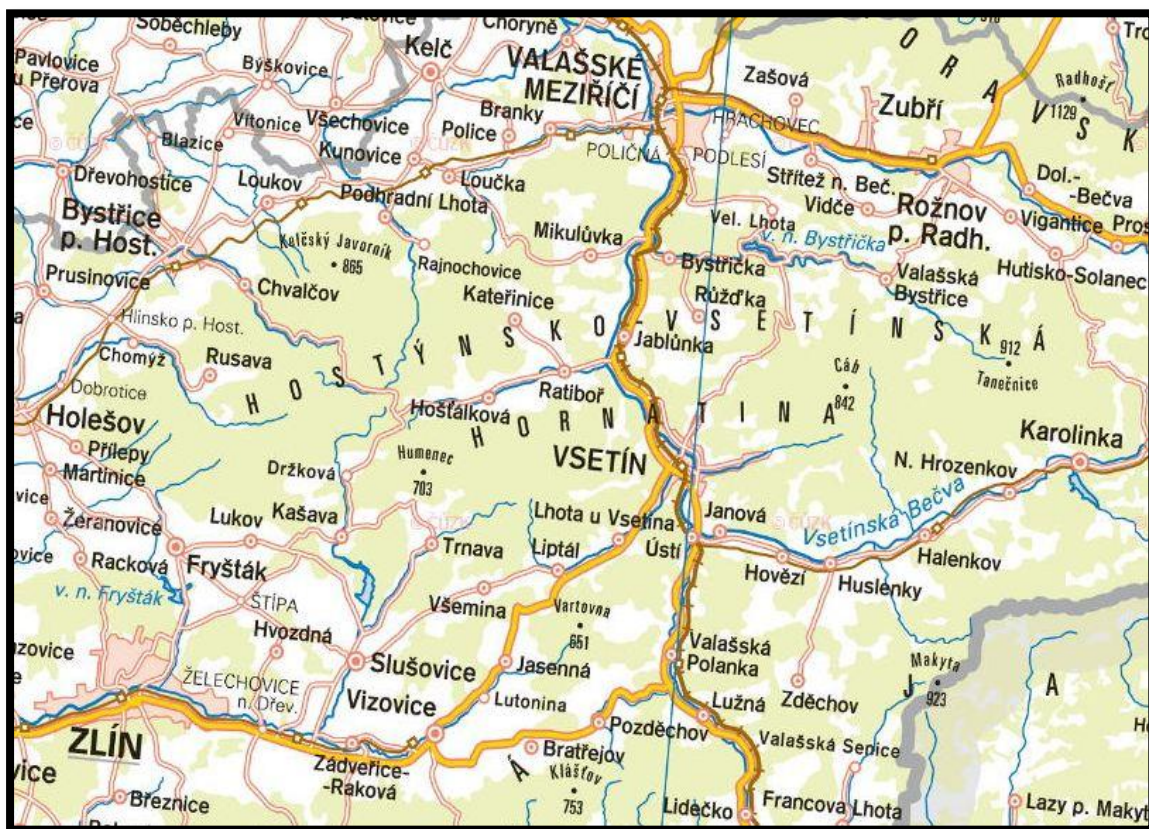 Soběchleby
Choryně
Pavlovice
u Přerova
Býškovice
Kelč
VALAŠSKÉ
MEZIŘÍČÍ
Zašová
Zubří
O
R
A
V
S
K
Radhošť
1129
Branky
Vítonice
Všechovice
Police
HRACHOVEC
© ČÚZK
Blazice
Kunovice
POLIČNÁ
PODLESÍ
Dřevohostice
Loukov
Loučka
Střítež n. Beč.
Dol.-
-Bečva
Podhradní Lhota
Bystřice
p. Host.
Vel. Lhota
Vidče
Rožnov
p. Radh.
Vigantice
Kelčský Javorník
865
Mikulůvka
v. n. Bystřička
Rajnochovice
Bystřička
Hutisko-Solanec
Prusinovice
Chvalčov
Kateřinice
Růžďka
Valašská
Bystřice
Hlinsko p. Host.
HOSTÝNSKO-VSETÍNSKÁ
Jablůnka
912
Tanečnice
Chomýž
Rusava
Cáb
842
Dobrotice
Ratiboř
Holešov
Hošťálková
HORNATINA
Karolinka
Přílepy
Humenec
703
VSETÍN
Martinice
Držková
N. Hrozenkov
Vsetínská Bečva
Žeranovice
Lukov
Kašava
© ČÚZK
Lhota u Vsetína
Janová
© ČÚZK
Trnava
Liptál
Ústí
Halenkov
Racková
Fryšták
Hovězí
Huslenky
v. n. Fryšták
ŠTÍPA
Všemina
Vartovna
651
Hvozdná
Valašská
Polanka
Slušovice
Jasenná
Makyta
923
J
A
ŽELECHOVICE
n. Dřev.
Vizovice
Lutonina
Zděchov
Lužná
ZLÍN
Pozděchov
Bratřejov
Valašská Senice
Á
Zádveřice-
-Raková
Klášťov
753
Březnice
Lidečko
Francova Lhota
Lazy p. Makyt